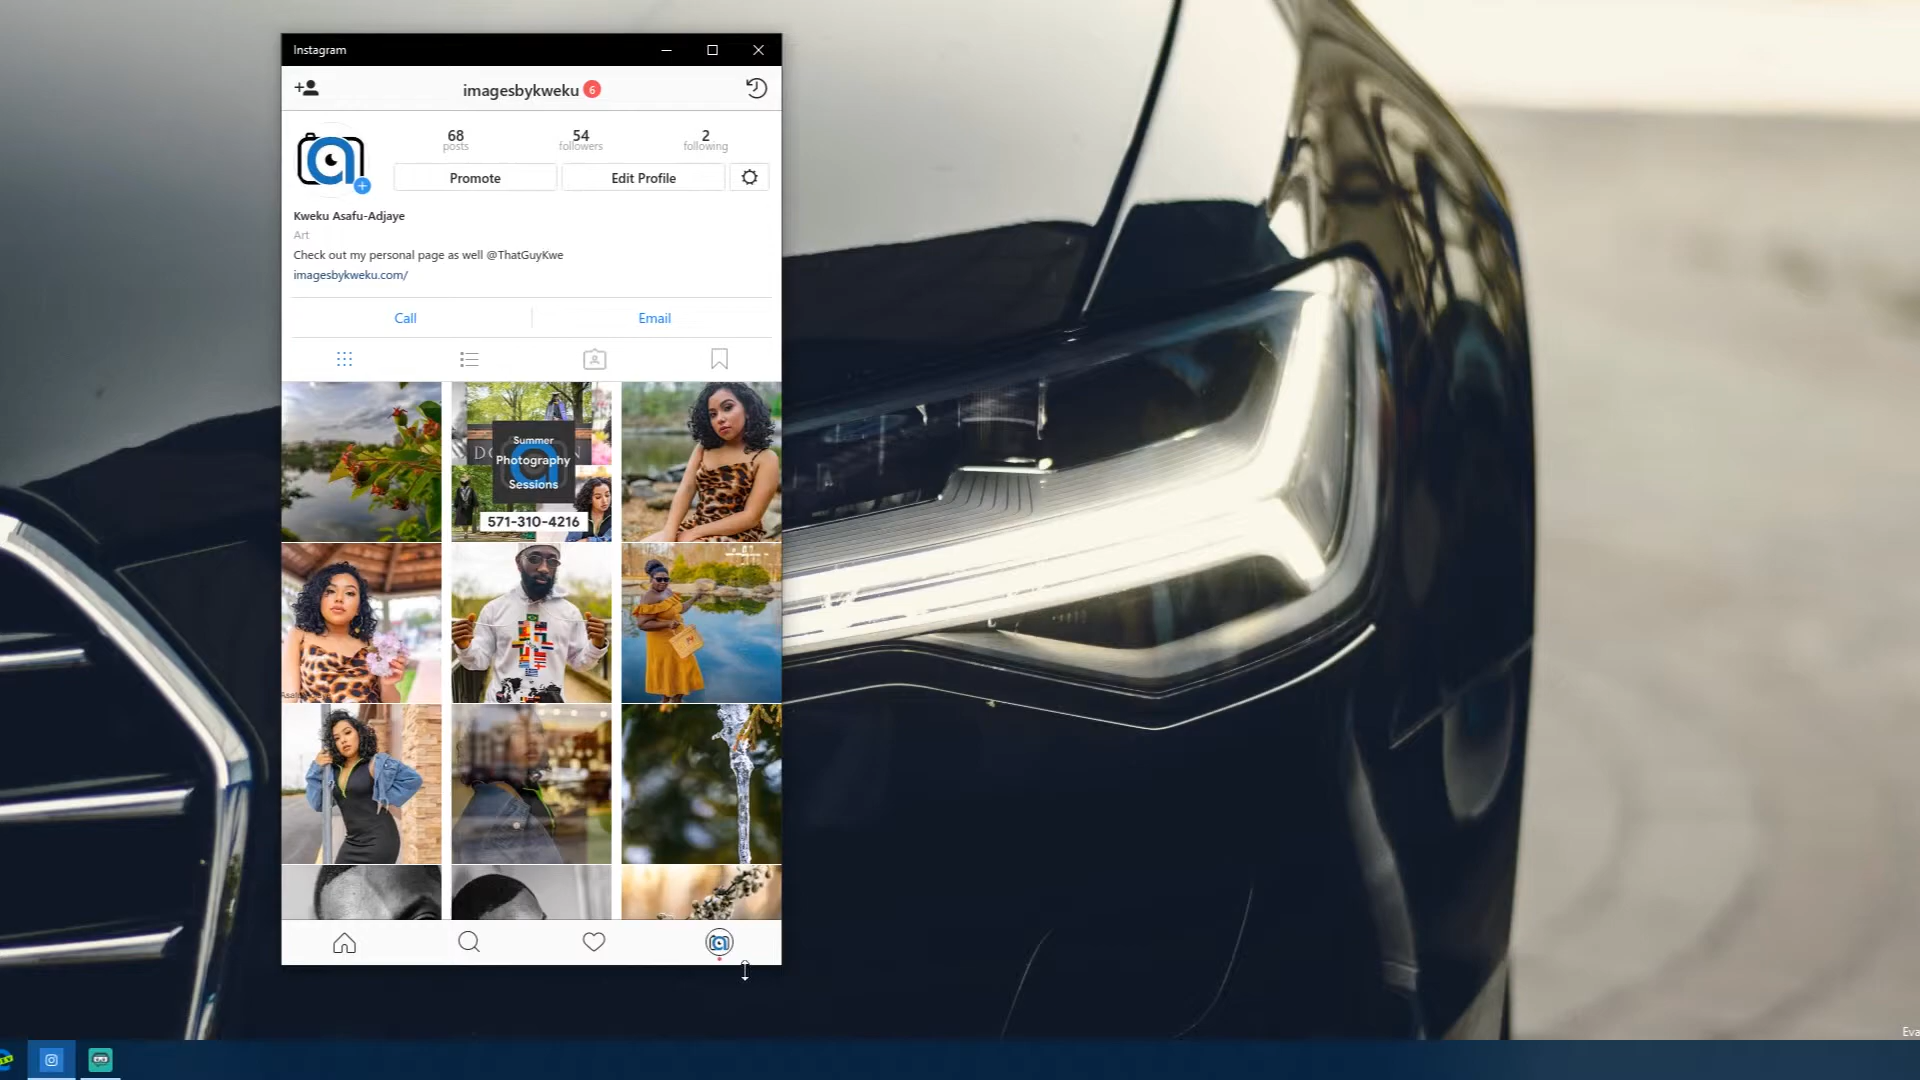 Instagram
imagesbykweku 6
68 54 2
posts followers following
Promote Edit Profile
Kweku Asafu-Adjaye
Art
Check out my personal page as well @ThatGuyKwe
imagesbykweku.com/
Call Email
Summer
Photography
Sessions
571-310-4216
Eva